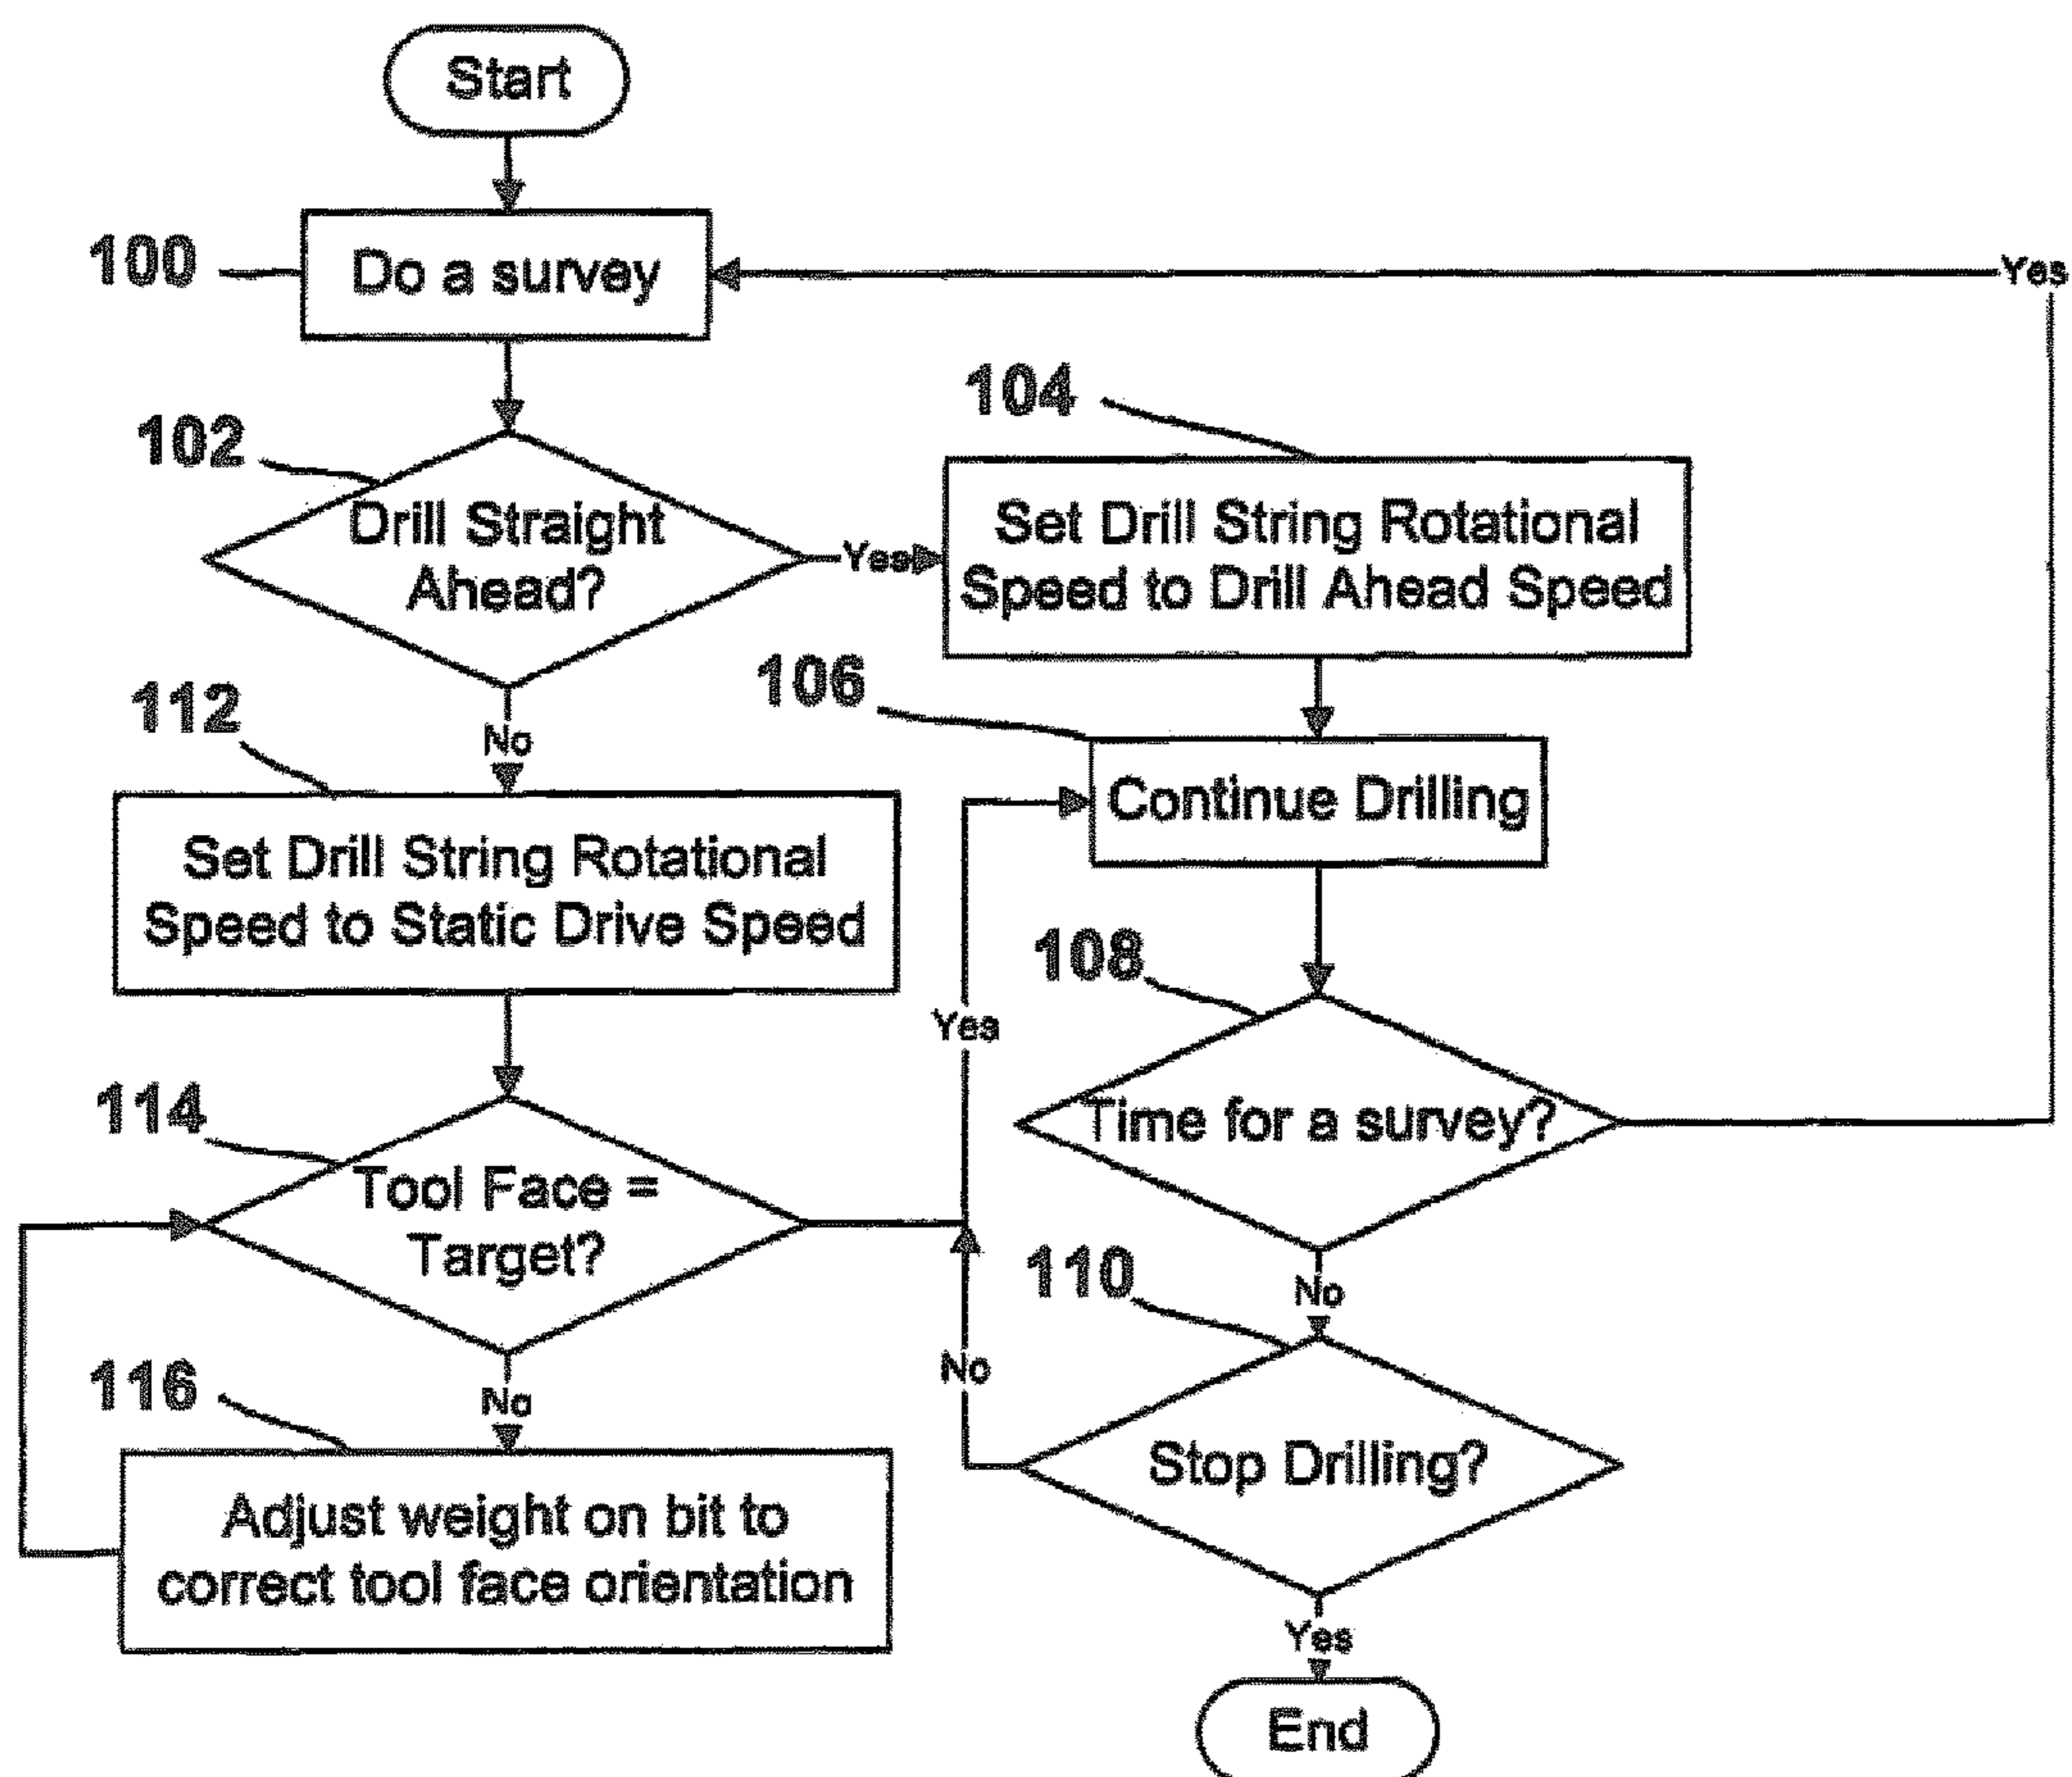 Start
100
Do a survey
Yes
102
Drill Straight
Ahead?
Yes
104
Set Drill String Rotational
Speed to Drill Ahead Speed
No
106
Continue Drilling
112
Set Drill String Rotational
Speed to Static Drive Speed
108
Time for a survey?
Yes
114
Tool Face =
Target?
No
110
Stop Drilling?
No
No
116
Adjust weight on bit to
correct tool face orientation
Yes
End